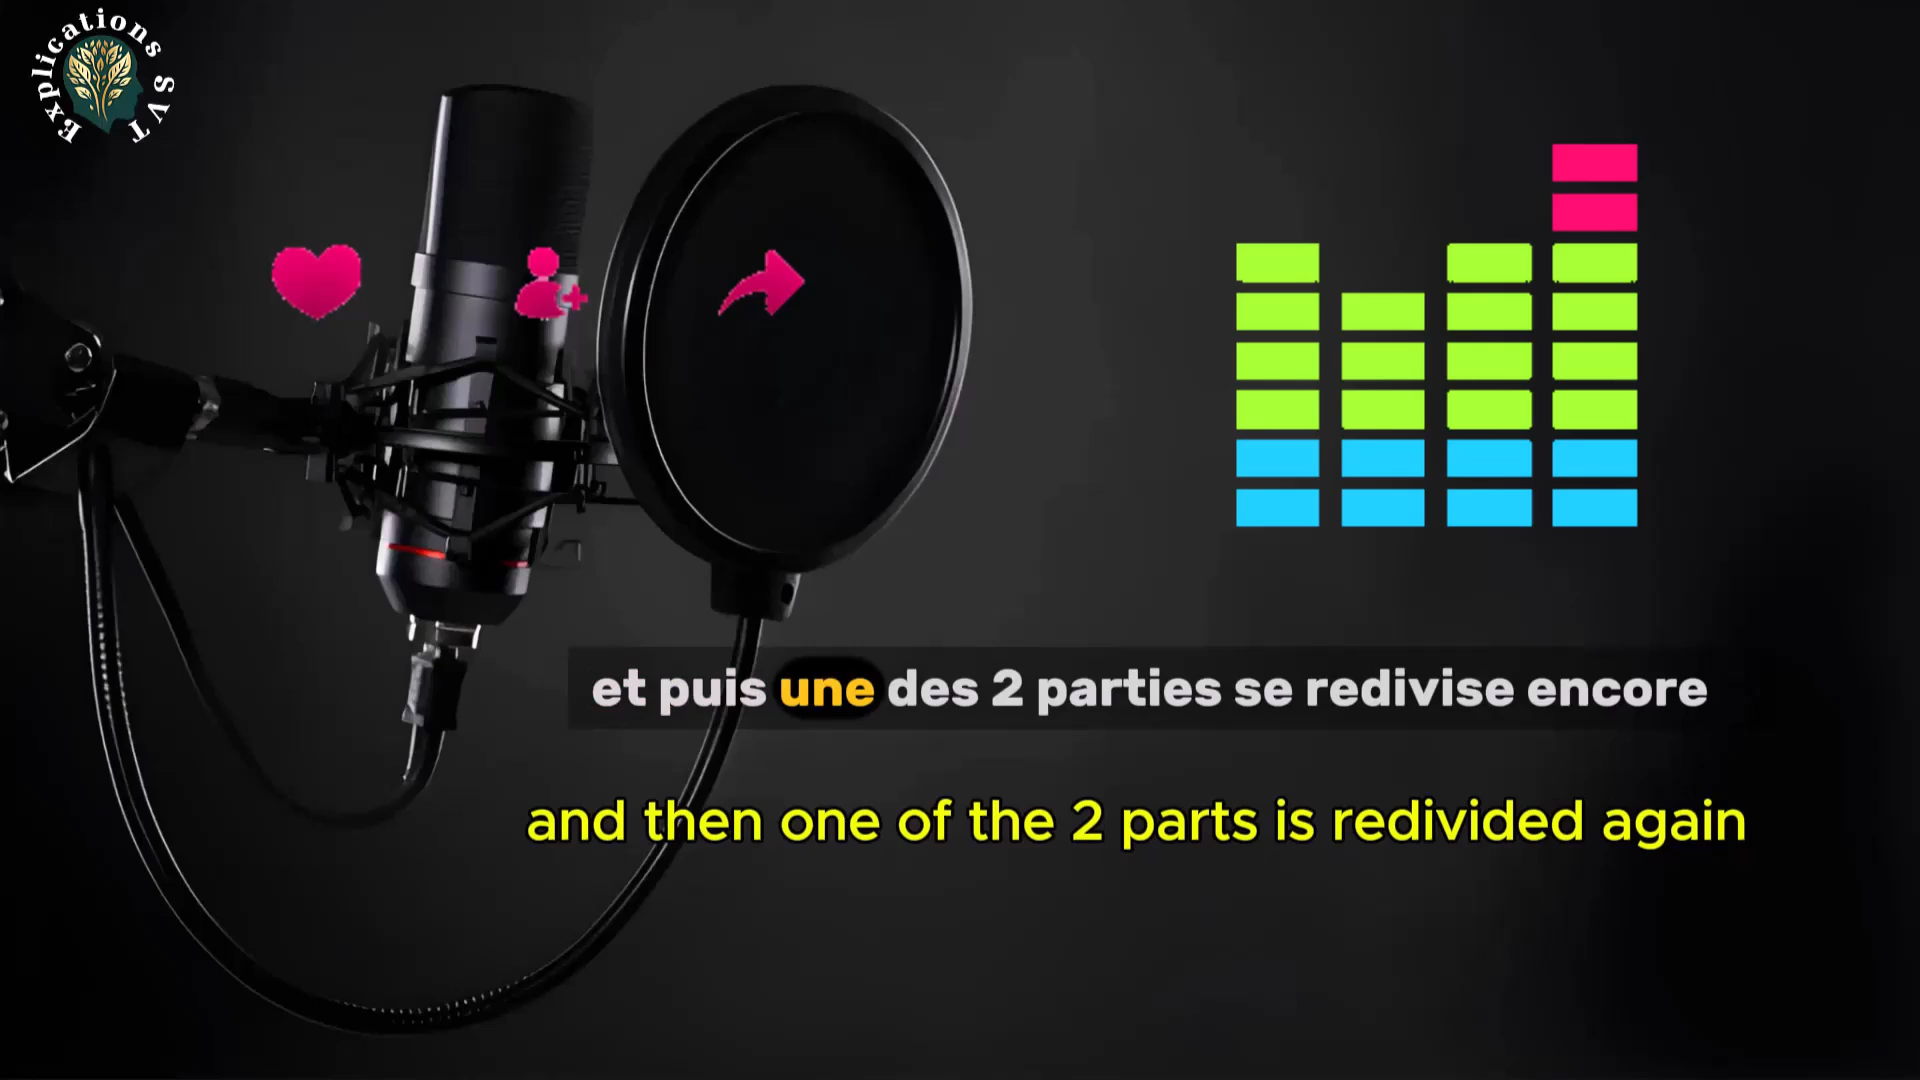 Explications SVT
et puis une des 2 parties se redivise encore
and then one of the 2 parts is redivided again